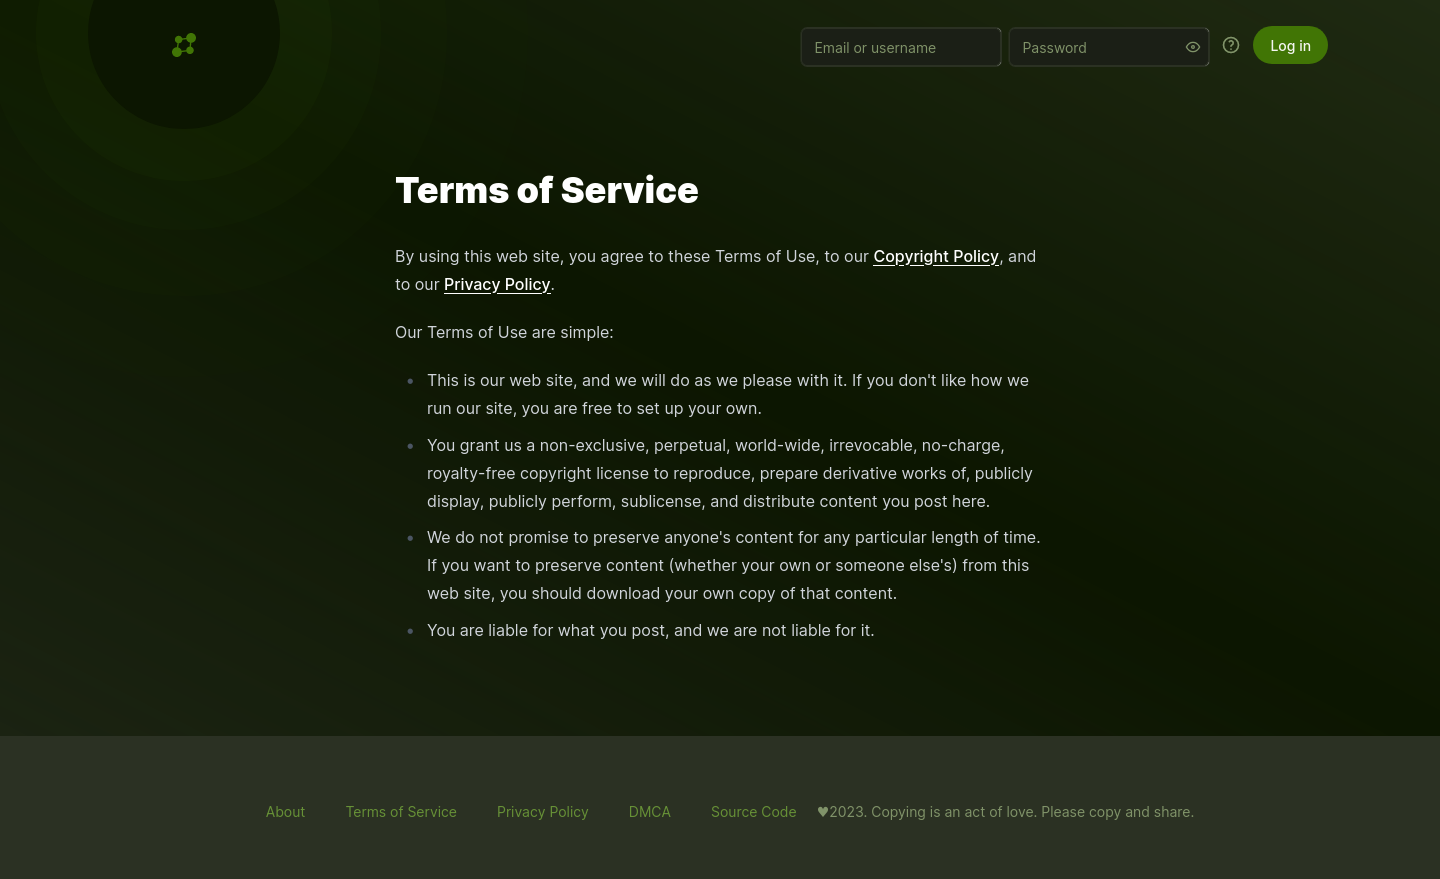 Email or username
Password
Log in
Terms of Service
By using this web site, you agree to these Terms of Use, to our Copyright Policy, and
to our Privacy Policy.
Our Terms of Use are simple:
• This is our web site, and we will do as we please with it. If you don't like how we
run our site, you are free to set up your own.
• You grant us a non-exclusive, perpetual, world-wide, irrevocable, no-charge,
royalty-free copyright license to reproduce, prepare derivative works of, publicly
display, publicly perform, sublicense, and distribute content you post here.
• We do not promise to preserve anyone's content for any particular length of time.
If you want to preserve content (whether your own or someone else's) from this
web site, you should download your own copy of that content.
• You are liable for what you post, and we are not liable for it.
About Terms of Service Privacy Policy DMCA Source Code ♥2023. Copying is an act of love. Please copy and share.